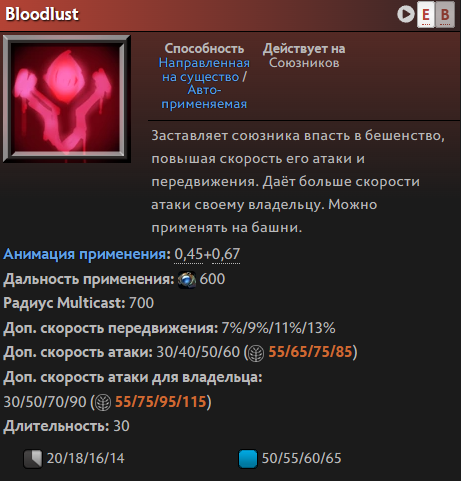 Bloodlust
E B
Способность
Направленная
на существо /
Авто-
применяемая
Действует на
Союзников
Заставляет союзника впасть в бешенство,
повышая скорость его атаки и
передвижения. Даёт больше скорости
атаки своему владельцу. Можно
применять на башни.
Анимация применения: 0,45+0,67
Дальность применения: 600
Радиус Multicast: 700
Доп. скорость передвижения: 7%/9%/11%/13%
Доп. скорость атаки: 30/40/50/60 (55/65/75/85)
Доп. скорость атаки для владельца:
30/50/70/90 (55/75/95/115)
Длительность: 30
20/18/16/14 50/55/60/65